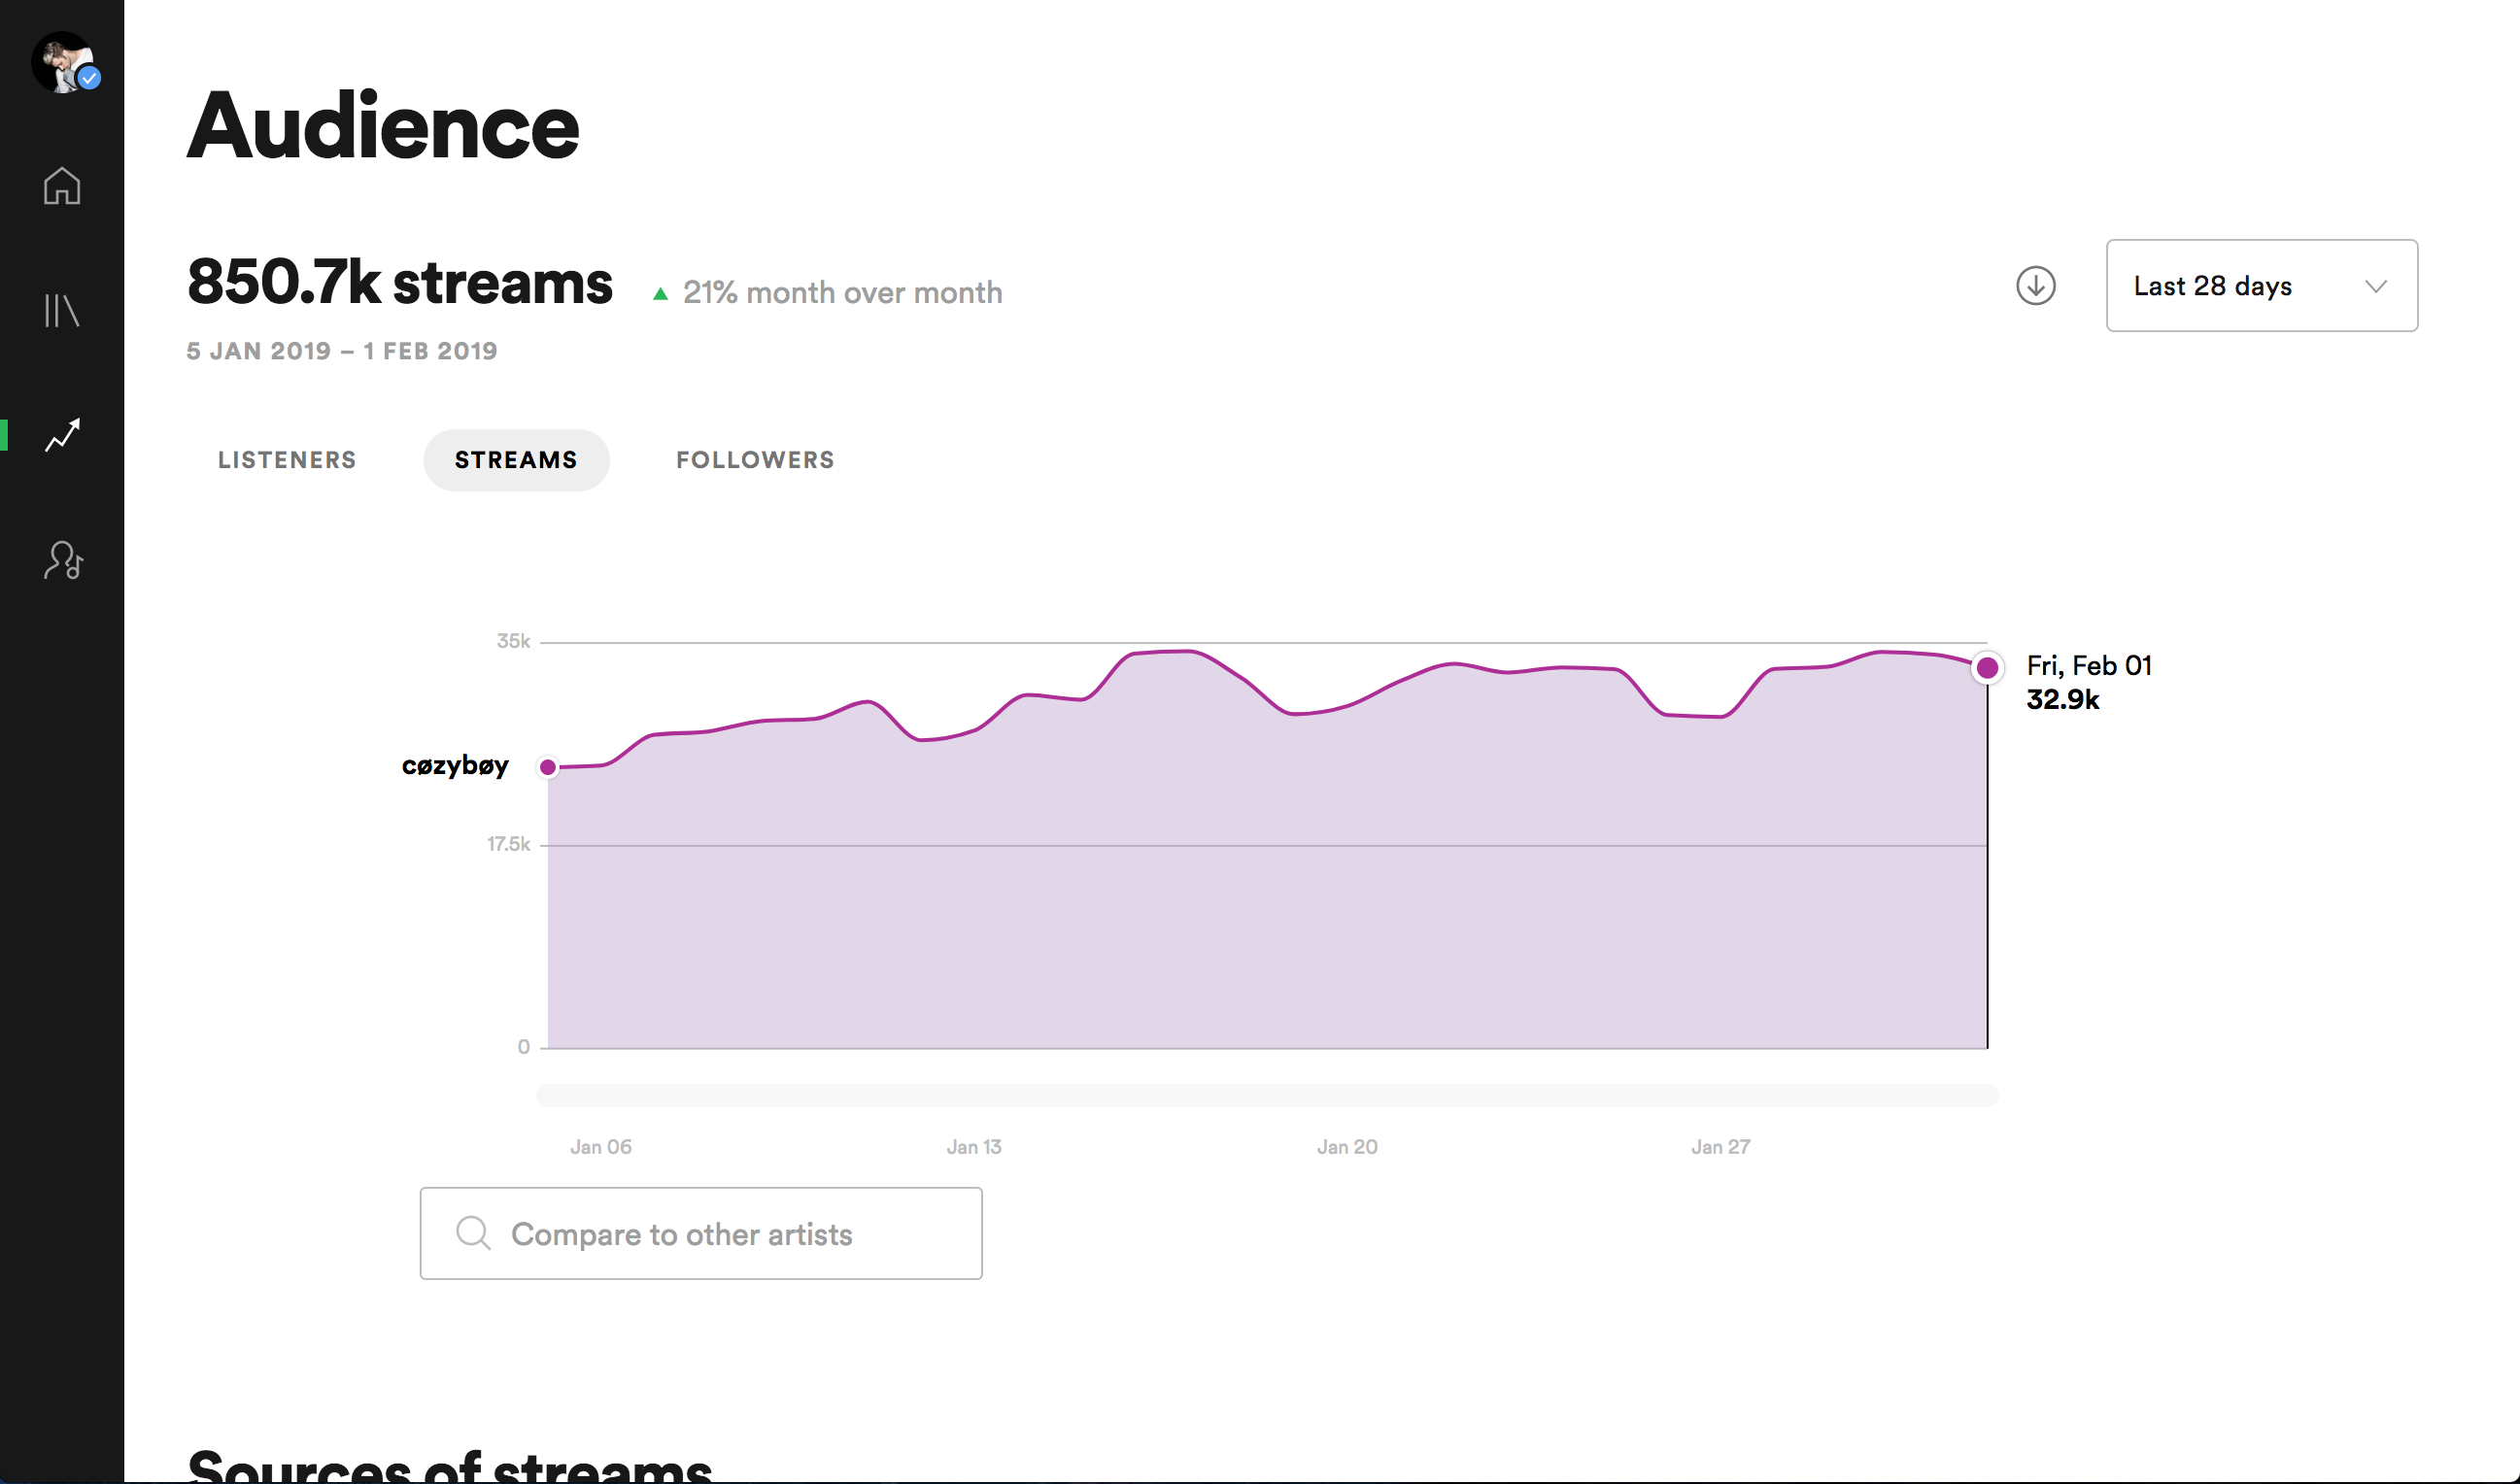 Audience
850.7k streams ▲ 21% month over month
Last 28 days
5 JAN 2019 – 1 FEB 2019
LISTENERS STREAMS FOLLOWERS
35k
Fri, Feb 01
32.9k
cøzybøy
17.5k
0
Jan 06 Jan 13 Jan 20 Jan 27
Compare to other artists
Sources of streams